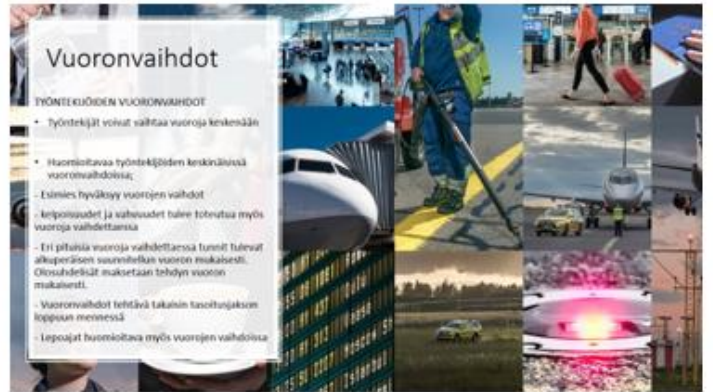 Vuoronvaihdot
TYÖNTEKIJÖIDEN VUORONVAIHDOT
• Työntekijät voivat vaihtaa vuoroja keskenään
• Huomioitavaa työntekijöiden keskinäisissä
vuoronvaihdoissa;
- Esimies hyväksyy vuorojen vaihdot
- kelpoisuudet ja vahvuudet tulee toteutua myös
vuoroja vaihdettaessa
- Eri pituisia vuoroja vaihdettaessa tunnit tulevat
alkuperäisen suunnitellun vuoron mukaisesti.
Olosuhdelisät maksetaan tehdyn vuoron
mukaisesti.
- Vuoronvaihdot tehtävä takaisin tasoitusjakson
loppuun mennessä
- Lepoajat huomioitava myös vuorojen vaihdoissa